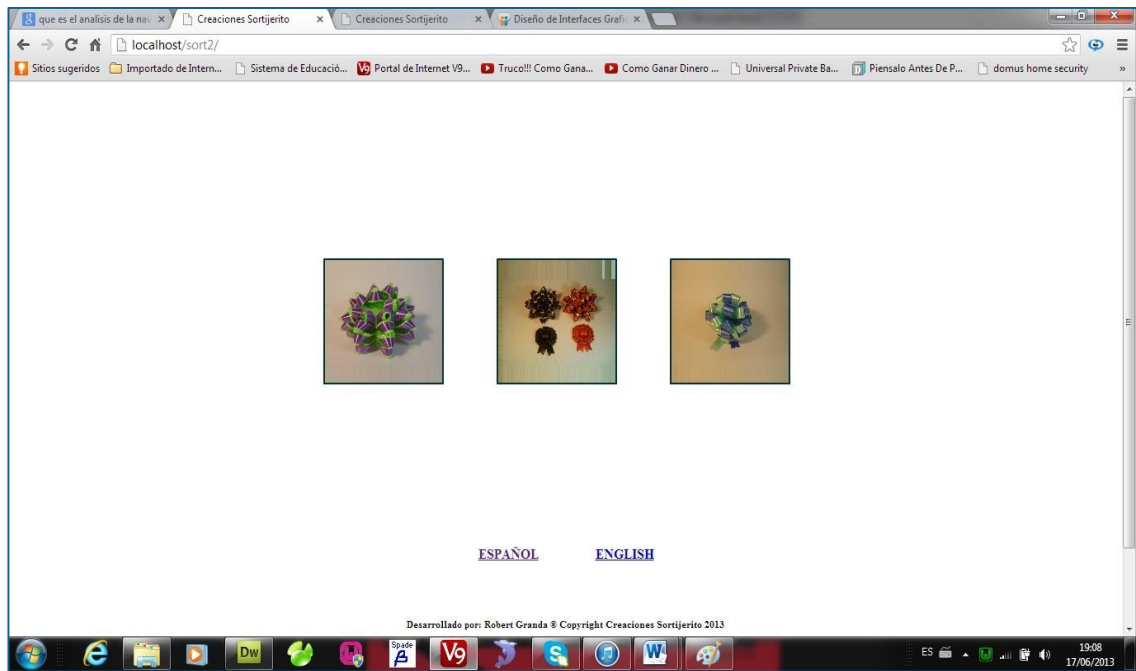 que es el analisis de la nav
Creaciones Sortijerito
Creaciones Sortijerito
Diseño de Interfaces Grafic
localhost/sort2/
Sitios sugeridos
Importado de Intern...
Sistema de Educació...
V9 Portal de Internet V9...
Truco!!! Como Gana...
Como Ganar Dinero ...
Universal Private Ba...
Piensalo Antes De P...
domus home security
»
ESPAÑOL ENGLISH
Desarrollado por: Robert Granda ® Copyright Creaciones Sortijerito 2013
Dw
Spade
V9
S
W
ES
19:08
17/06/2013